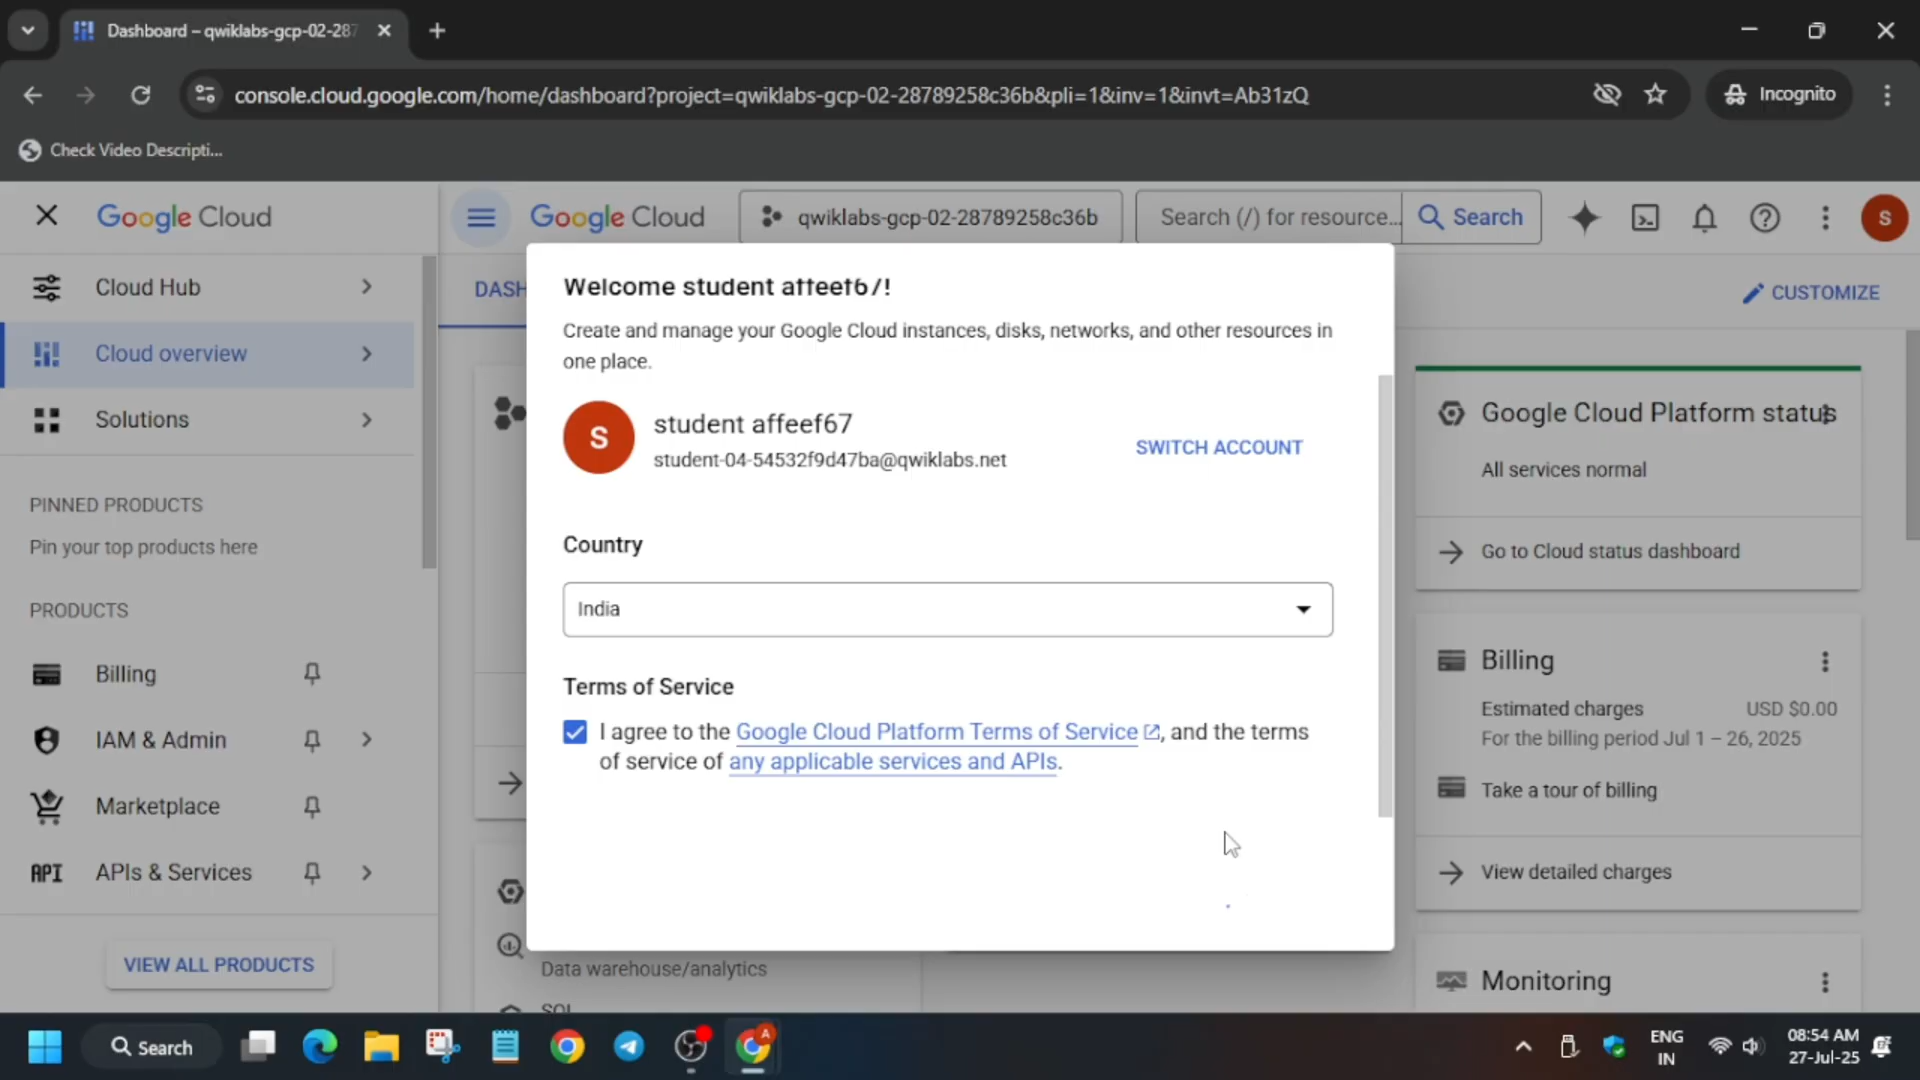 Dashboard – qwiklabs-gcp-02-287
console.cloud.google.com/home/dashboard?project=qwiklabs-gcp-02-28789258c36b&pli=1&inv=1&invt=Ab31zQ
Incognito
Check Video Descripti...
Google Cloud
Google Cloud
qwiklabs-gcp-02-28789258c36b
Search (/) for resource...
Search
S
Cloud Hub
Cloud overview
Solutions
PINNED PRODUCTS
Pin your top products here
PRODUCTS
Billing
IAM & Admin
Marketplace
API APIs & Services
VIEW ALL PRODUCTS
DASH
CUSTOMIZE
Welcome student affeef67!
Create and manage your Google Cloud instances, disks, networks, and other resources in
one place.
S
student affeef67
student-04-54532f9d47ba@qwiklabs.net
SWITCH ACCOUNT
Country
India
Terms of Service
I agree to the Google Cloud Platform Terms of Service, and the terms
of service of any applicable services and APIs.
Data warehouse/analytics
SQL
Google Cloud Platform status
All services normal
Go to Cloud status dashboard
Billing
Estimated charges USD $0.00
For the billing period Jul 1 – 26, 2025
Take a tour of billing
View detailed charges
Monitoring
Search
A
ENG
IN
08:54 AM
27-Jul-25